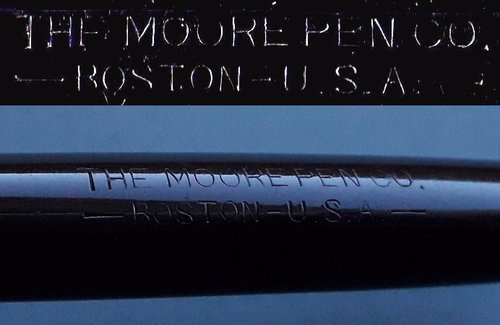 THE MOORE PEN CO.
— BOSTON – U.S.A.
THE MOORE PEN CO.
— BOSTON – U.S.A —